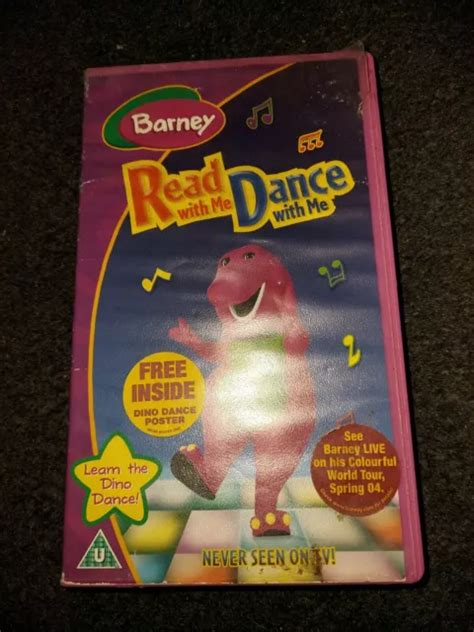 Barney
Read Dance
with Me with Me
FREE
INSIDE
DINO DANCE
POSTER
See
Barney LIVE
on his Colourful
World Tour,
Spring 04.
Learn the
Dino
Dance!
U
NEVER SEEN ON TV!